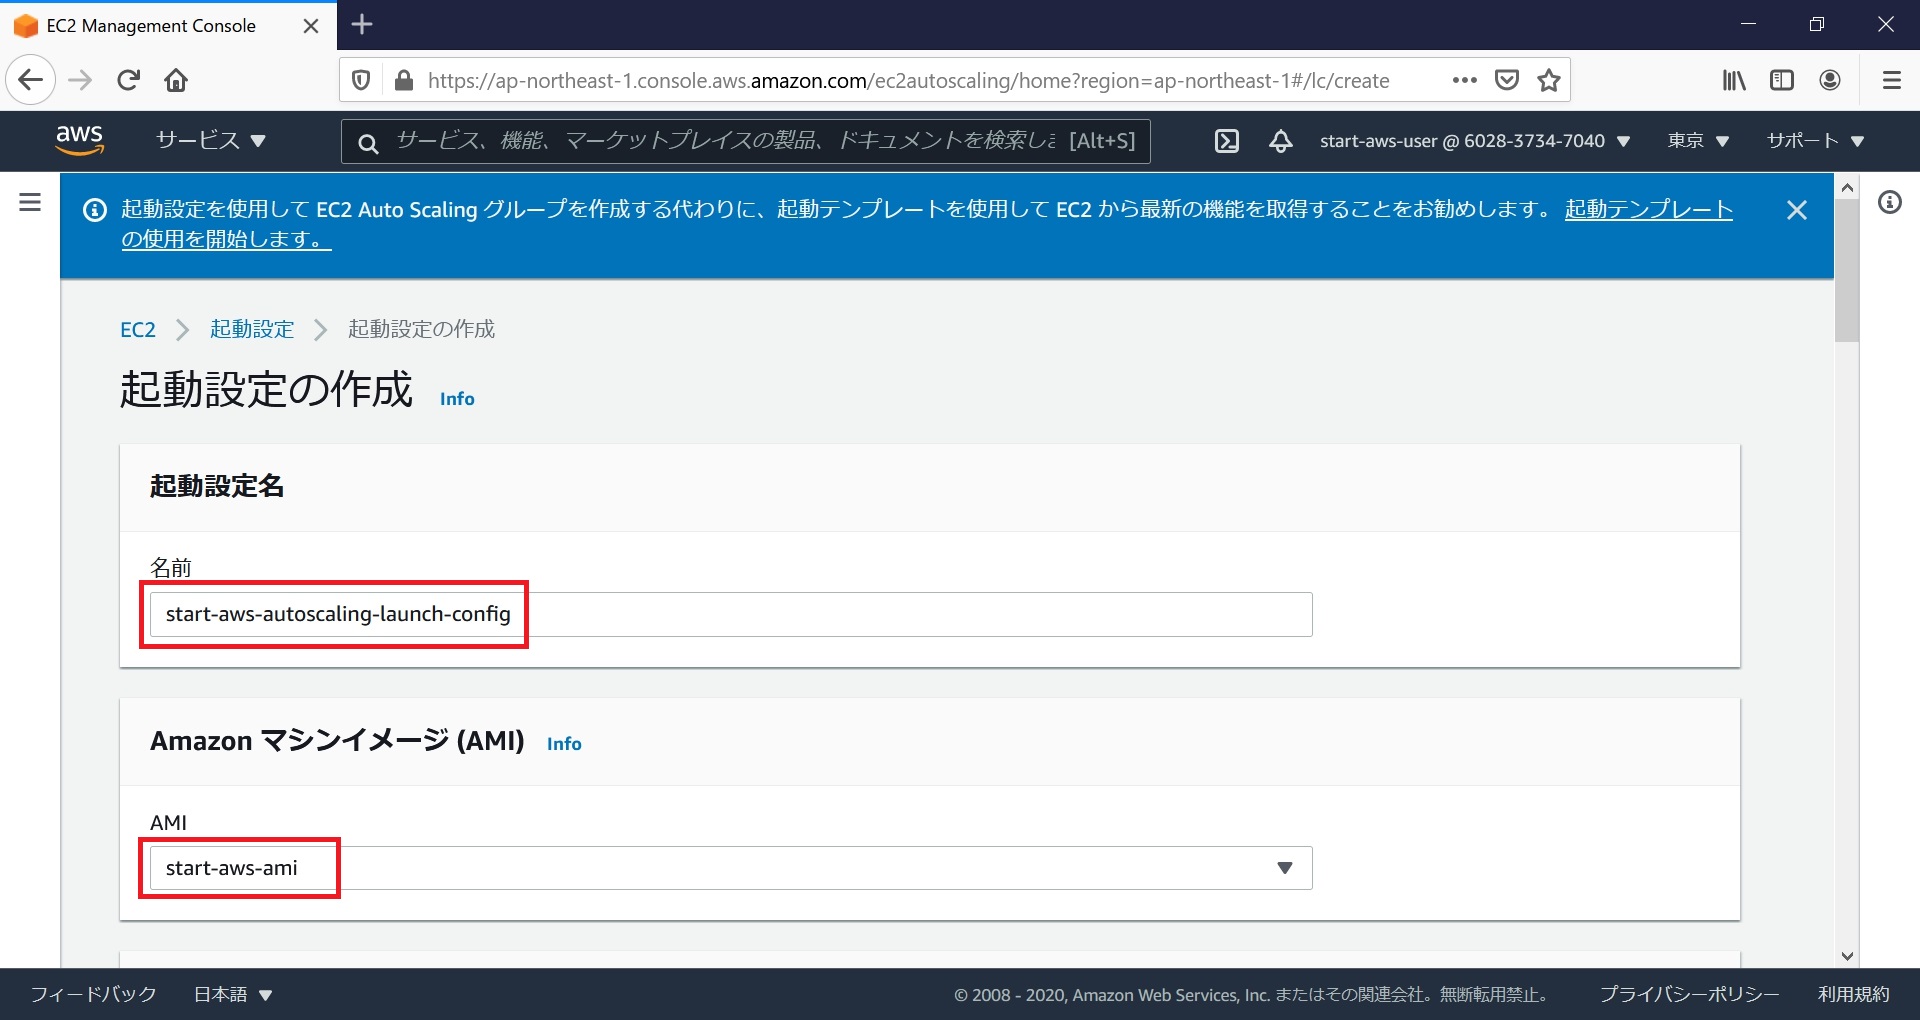 EC2 Management Console
https://ap-northeast-1.console.aws.amazon.com/ec2autoscaling/home?region=ap-northeast-1#/lc/create
aws サービス サービス、機能、マーケットプレイスの製品、ドキュメントを検索しま [Alt+S] start-aws-user @ 6028-3734-7040 東京 サポート
起動設定を使用して EC2 Auto Scaling グループを作成する代わりに、起動テンプレートを使用して EC2 から最新の機能を取得することをお勧めします。 起動テンプレート
の使用を開始します。
EC2 起動設定 起動設定の作成
起動設定の作成 Info
起動設定名
名前
start-aws-autoscaling-launch-config
Amazon マシンイメージ (AMI) Info
AMI
start-aws-ami
フィードバック 日本語 © 2008 - 2020, Amazon Web Services, Inc. またはその関連会社。無断転用禁止。 プライバシーポリシー 利用規約